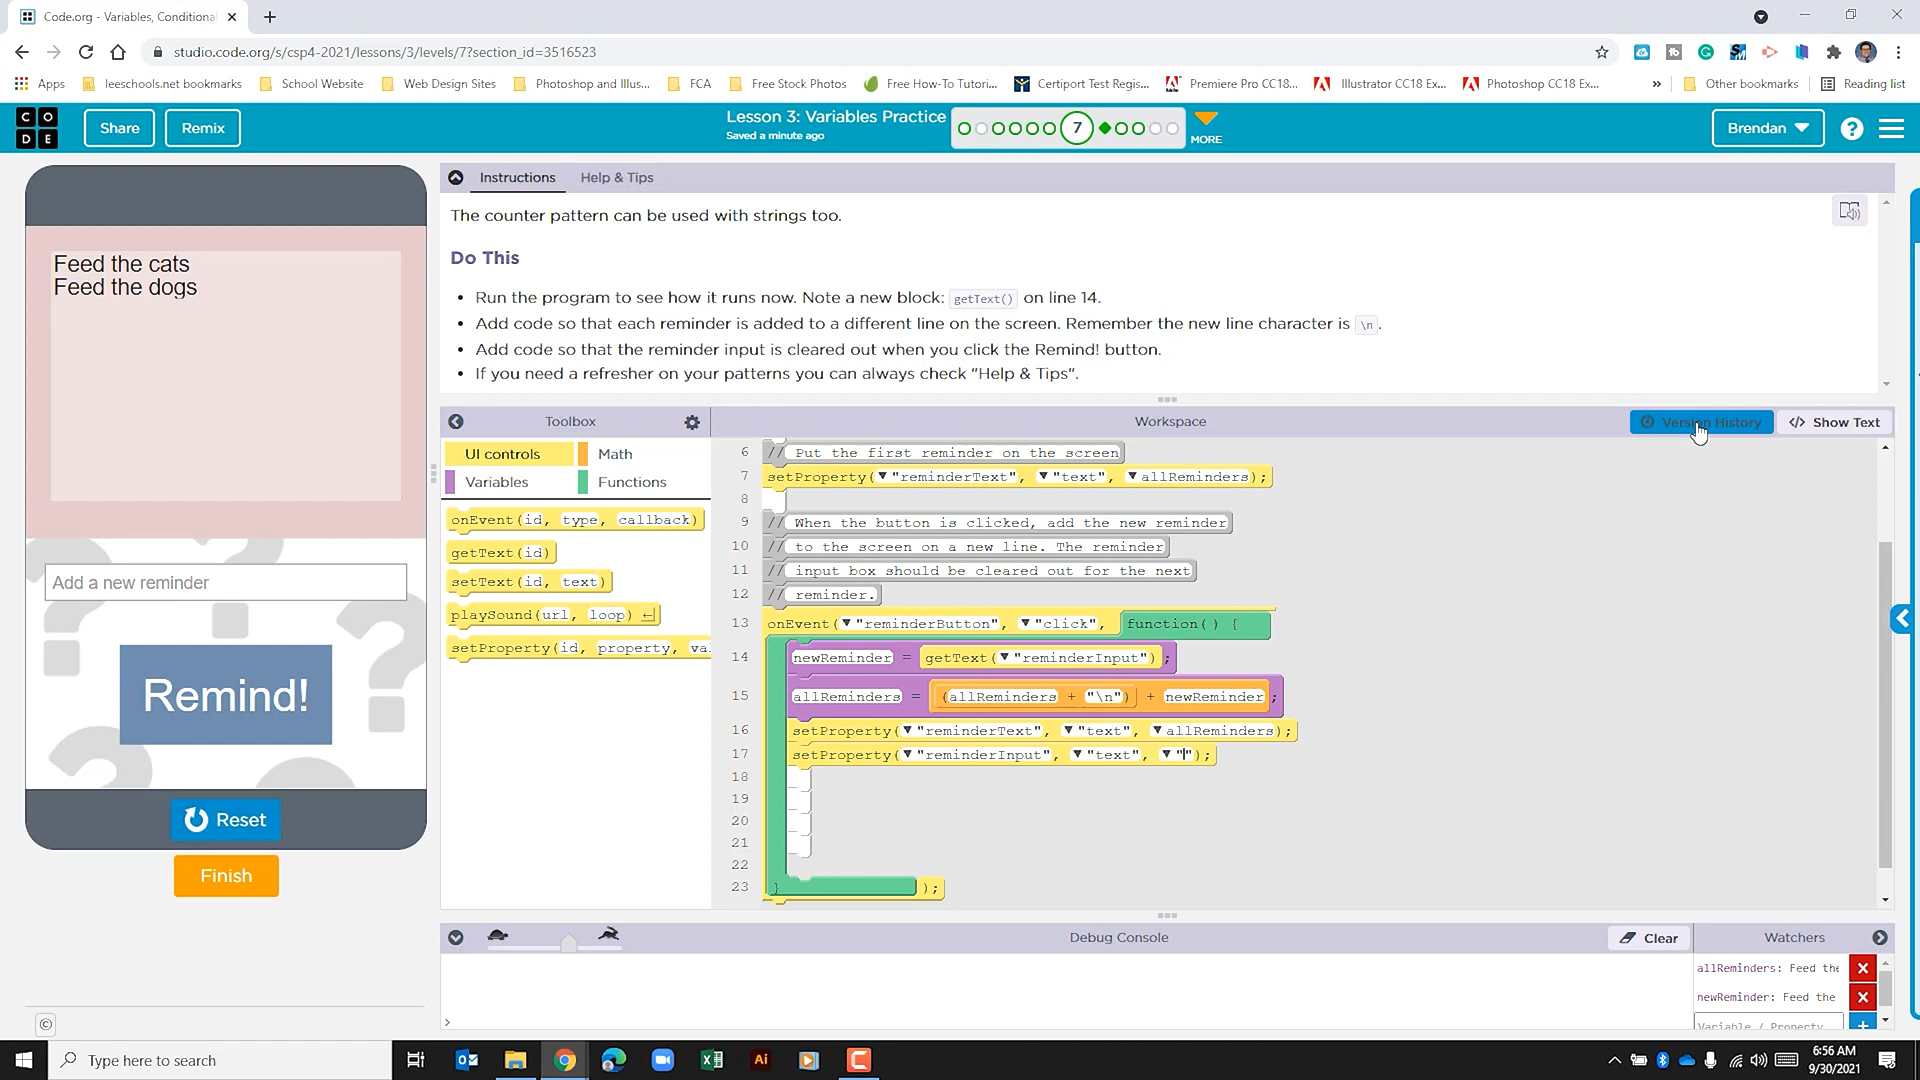 Code.org - Variables, Conditiona
studio.code.org/s/csp4-2021/lessons/3/levels/7?section_id=3516523
Apps leeschools.net bookmarks School Website Web Design Sites Photoshop and Illus... FCA Free Stock Photos Free How-To Tutori... Certiport Test Regis... Premiere Pro CC18 Ex... Illustrator CC18 Ex... Photoshop CC18 Ex... » Other bookmarks Reading list
CODE Share Remix Lesson 3: Variables Practice 7 MORE Brendan ?
Saved a minute ago
Instructions Help & Tips
The counter pattern can be used with strings too.
Do This
• Run the program to see how it runs now. Note a new block: getText() on line 14.
• Add code so that each reminder is added to a different line on the screen. Remember the new line character is \n.
• Add code so that the reminder input is cleared out when you click the Remind! button.
• If you need a refresher on your patterns you can always check "Help & Tips".
Feed the cats
Feed the dogs
Add a new reminder
Remind!
Reset
Finish
Toolbox Workspace Version History </> Show Text
UI controls Math
Variables Functions
onEvent(id, type, callback)
getText(id)
setText(id, text)
playSound(url, loop)
setProperty(id, property, va
6 // Put the first reminder on the screen
7 setProperty("reminderText", "text", allReminders);
8
9 // When the button is clicked, add the new reminder
10 // to the screen on a new line. The reminder
11 // input box should be cleared out for the next
12 // reminder.
13 onEvent("reminderButton", "click", function() {
14 newReminder = getText("reminderInput");
15 allReminders = (allReminders + "\n") + newReminder;
16 setProperty("reminderText", "text", allReminders);
17 setProperty("reminderInput", "text", "");
18
19
20
21
22
23 } );
Debug Console Clear Watchers
allReminders: Feed the
newReminder: Feed the
Variable / Property
>
©
Type here to search
6:56 AM
9/30/2021